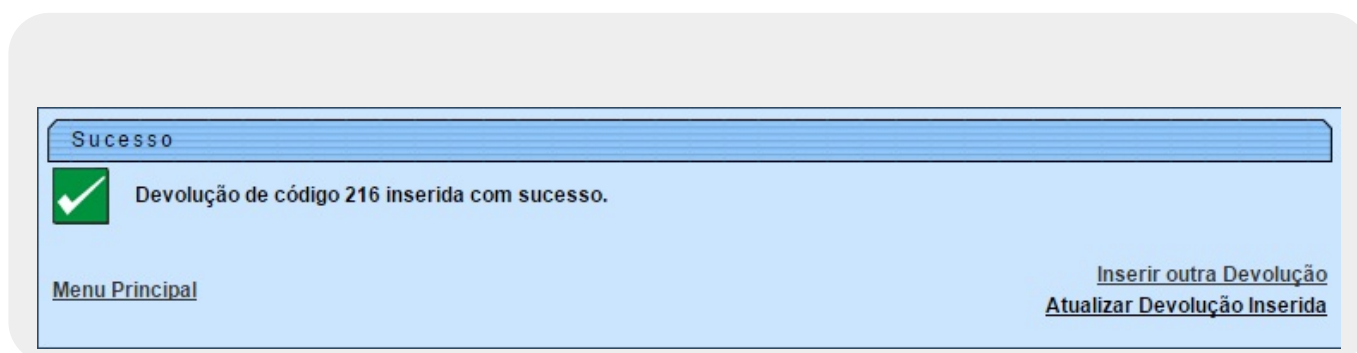 Sucesso
Devolução de código 216 inserida com sucesso.
Menu Principal
Inserir outra Devolução
Atualizar Devolução Inserida